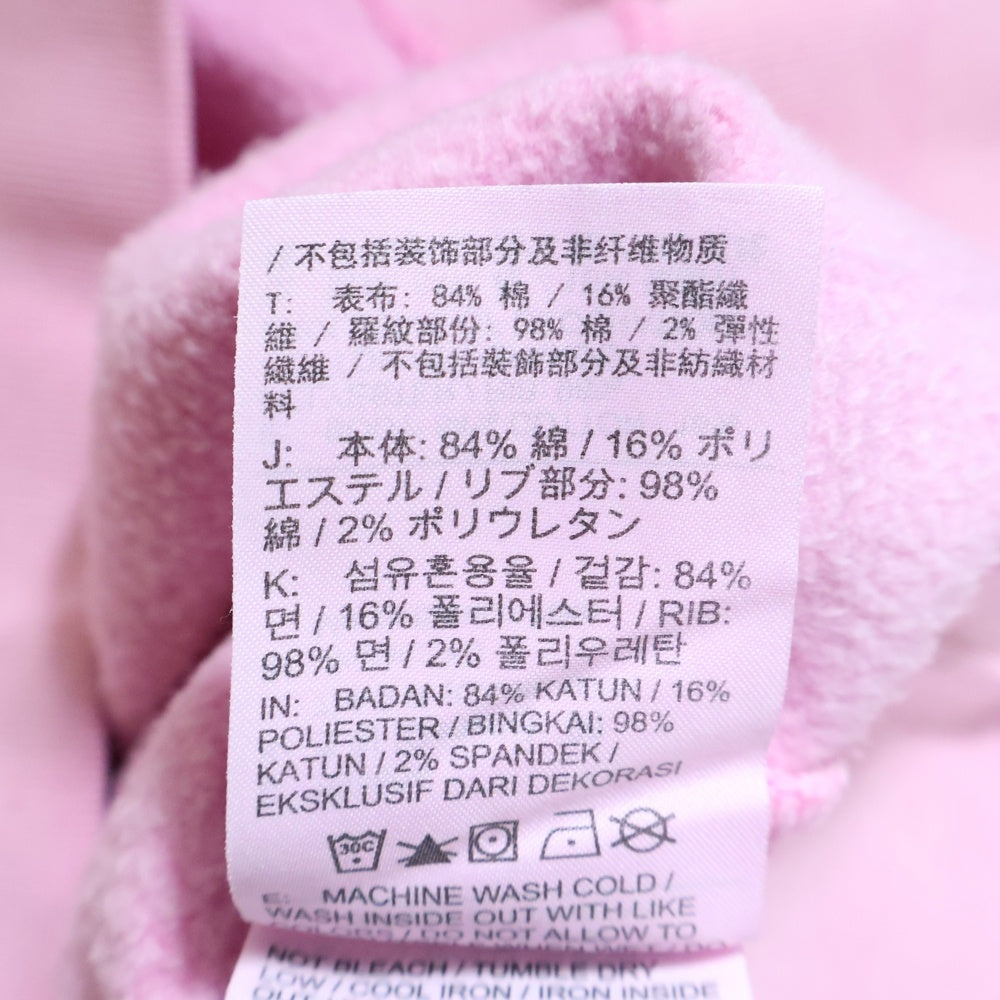 / 不包括装饰部分及非纤维物质
T: 表布: 84% 棉 / 16% 聚酯纖
維 / 羅紋部份: 98% 棉 / 2% 彈性
纖維 / 不包括裝飾部分及非紡織材
料
J: 本体: 84% 綿 / 16% ポリ
エステル / リブ部分: 98%
綿 / 2% ポリウレタン
K: 섬유혼용율 / 겉감: 84%
면 / 16% 폴리에스터 / RIB:
98% 면 / 2% 폴리우레탄
IN: BADAN: 84% KATUN / 16%
POLIESTER / BINGKAI: 98%
KATUN / 2% SPANDEK /
EKSKLUSIF DARI DEKORASI
30C
E: MACHINE WASH COLD /
WASH INSIDE OUT WITH LIKE
COLORS / DO NOT ALLOW TO
NOT BLEACH / TUMBLE DRY
LOW / COOL IRON / IRON INSIDE